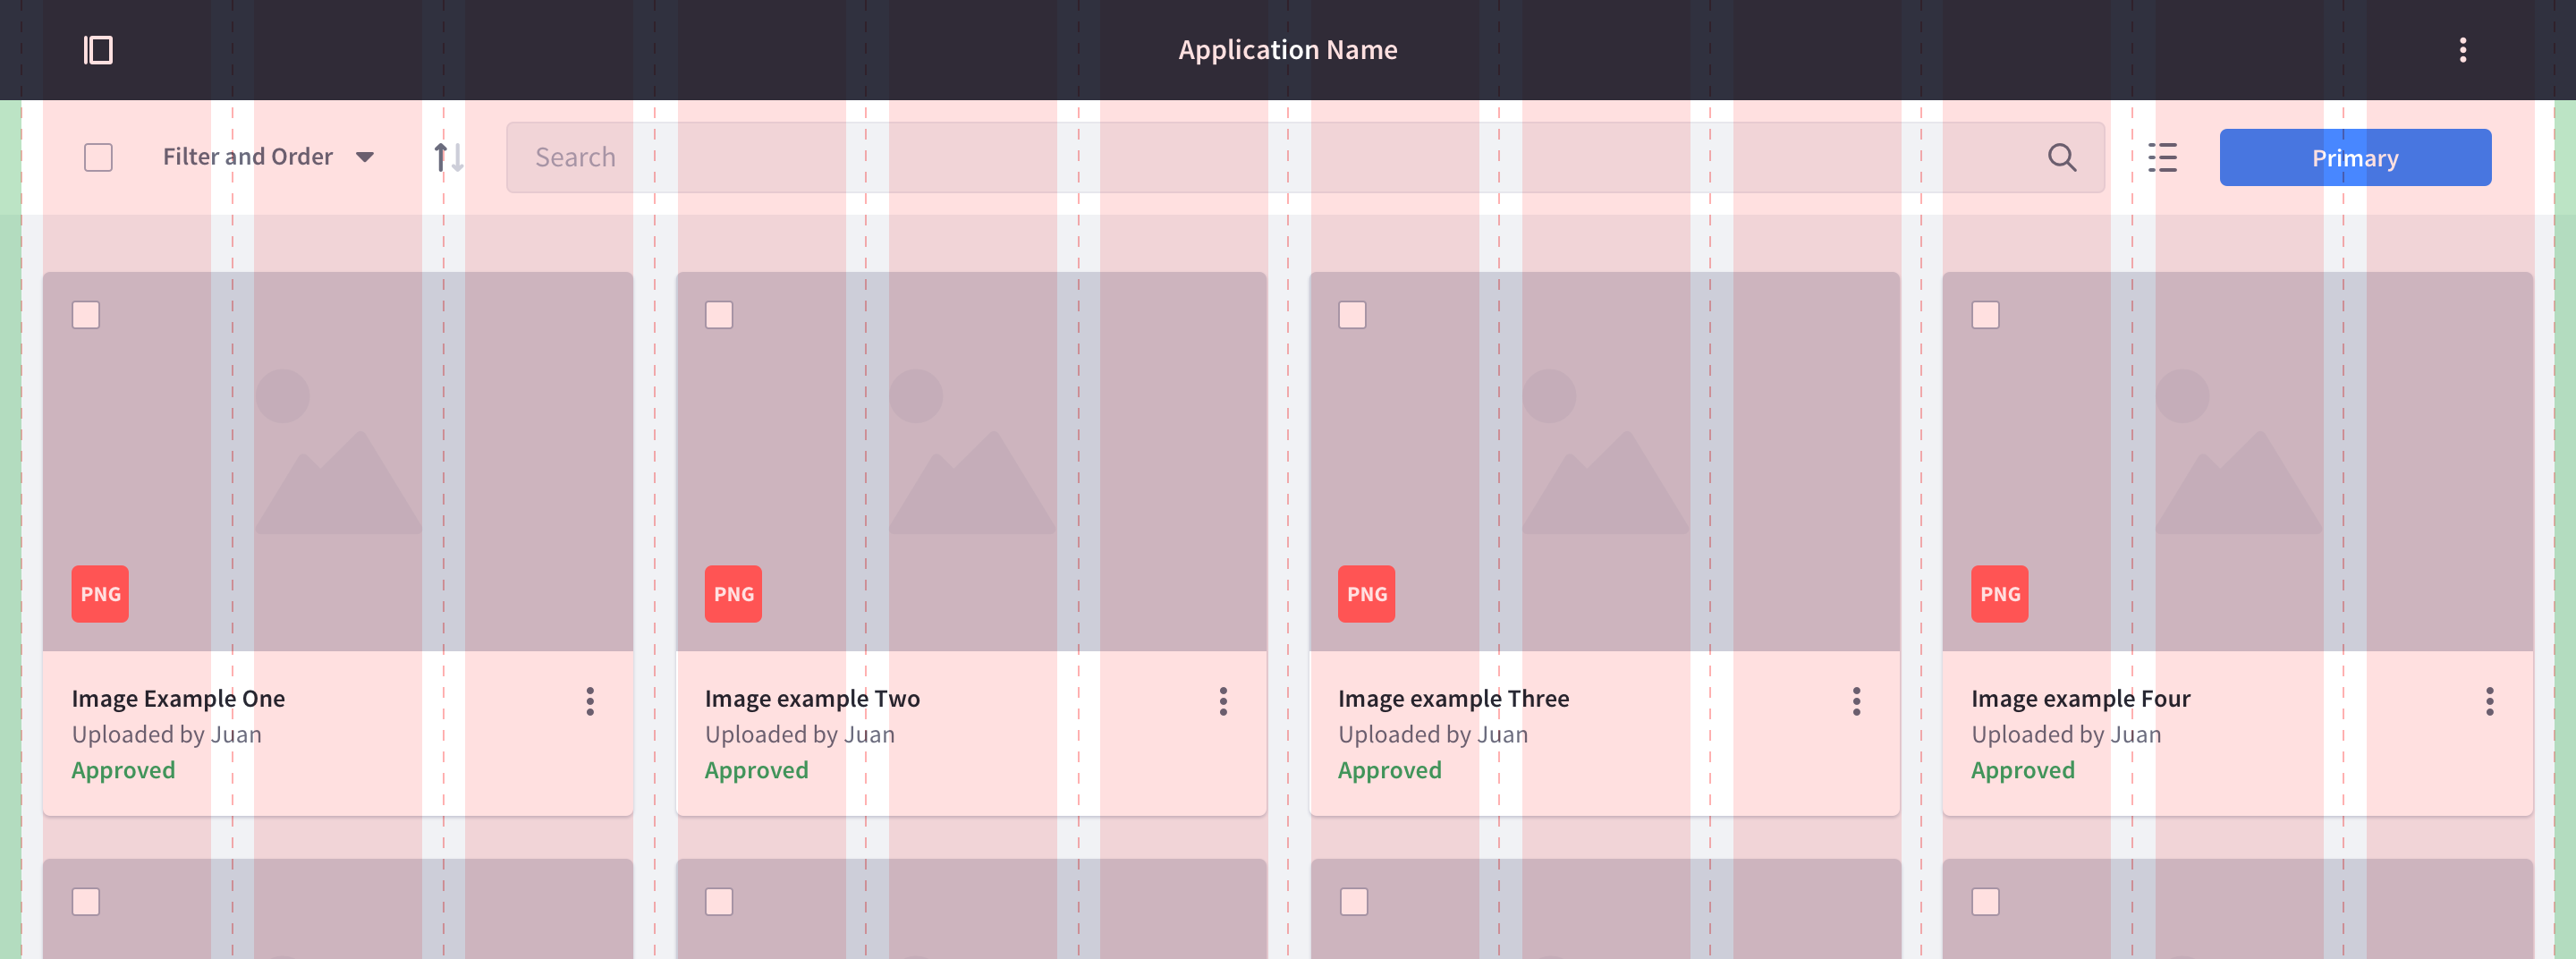 Application Name
Filter and Order
Search
Primary
PNG
PNG
PNG
PNG
Image Example One
Uploaded by Juan
Approved
Image example Two
Uploaded by Juan
Approved
Image example Three
Uploaded by Juan
Approved
Image example Four
Uploaded by Juan
Approved